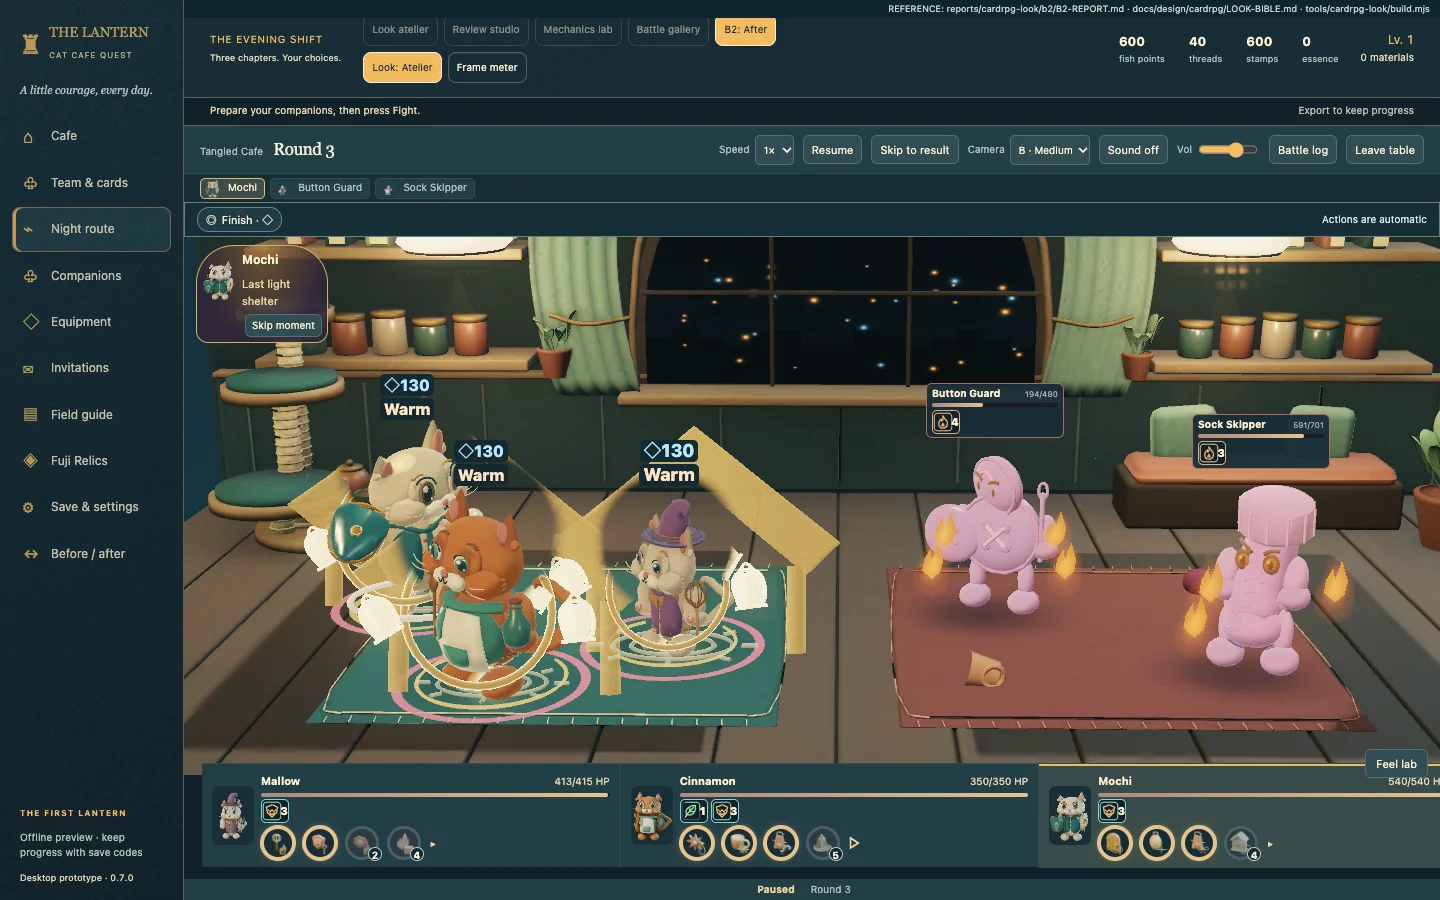 REFERENCE: reports/cardrpg-look/b2/B2-REPORT.md · docs/design/cardrpg/LOOK-BIBLE.md · tools/cardrpg-look/build.mjs
THE LANTERN
CAT CAFE QUEST
A little courage, every day.
Cafe
Team & cards
Night route
Companions
Equipment
Invitations
Field guide
Fuji Relics
Save & settings
Before / after
THE FIRST LANTERN
Offline preview · keep
progress with save codes
Desktop prototype · 0.7.0
THE EVENING SHIFT
Three chapters. Your choices.
Look atelier
Review studio
Mechanics lab
Battle gallery
B2: After
Look: Atelier
Frame meter
600
fish points
40
threads
600
stamps
0
essence
Lv. 1
0 materials
Prepare your companions, then press Fight.
Export to keep progress
Tangled Cafe
Round 3
Speed
1x
Resume
Skip to result
Camera
B · Medium
Sound off
Vol
Battle log
Leave table
Mochi
Button Guard
Sock Skipper
Finish ·
Actions are automatic
Mochi
Last light
shelter
Skip moment
130
Warm
130
Warm
130
Warm
Button Guard
194/480
4
Sock Skipper
591/701
3
Feel lab
Mallow
413/415 HP
3
2
4
Cinnamon
350/350 HP
1
3
5
Mochi
540/540 H
3
4
Paused
Round 3